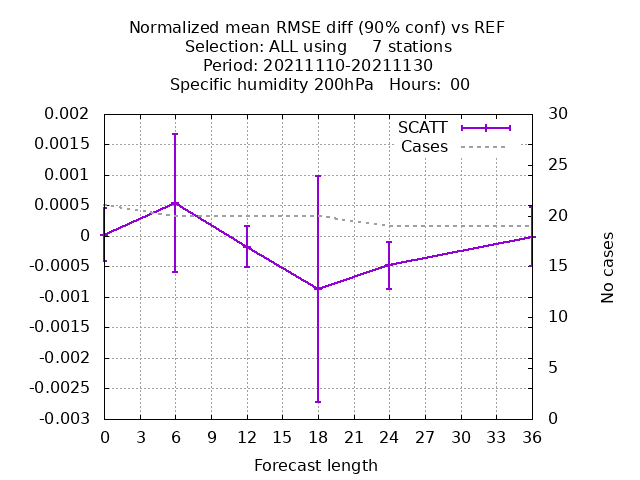 Normalized mean RMSE diff (90% conf) vs REF
Selection: ALL using 7 stations
Period: 20211110-20211130
Specific humidity 200hPa Hours: 00
SCATT
Cases
0.002
0.0015
0.001
0.0005
0
-0.0005
-0.001
-0.0015
-0.002
-0.0025
-0.003
30
25
20
15
10
5
0
No cases
0 3 6 9 12 15 18 21 24 27 30 33 36
Forecast length